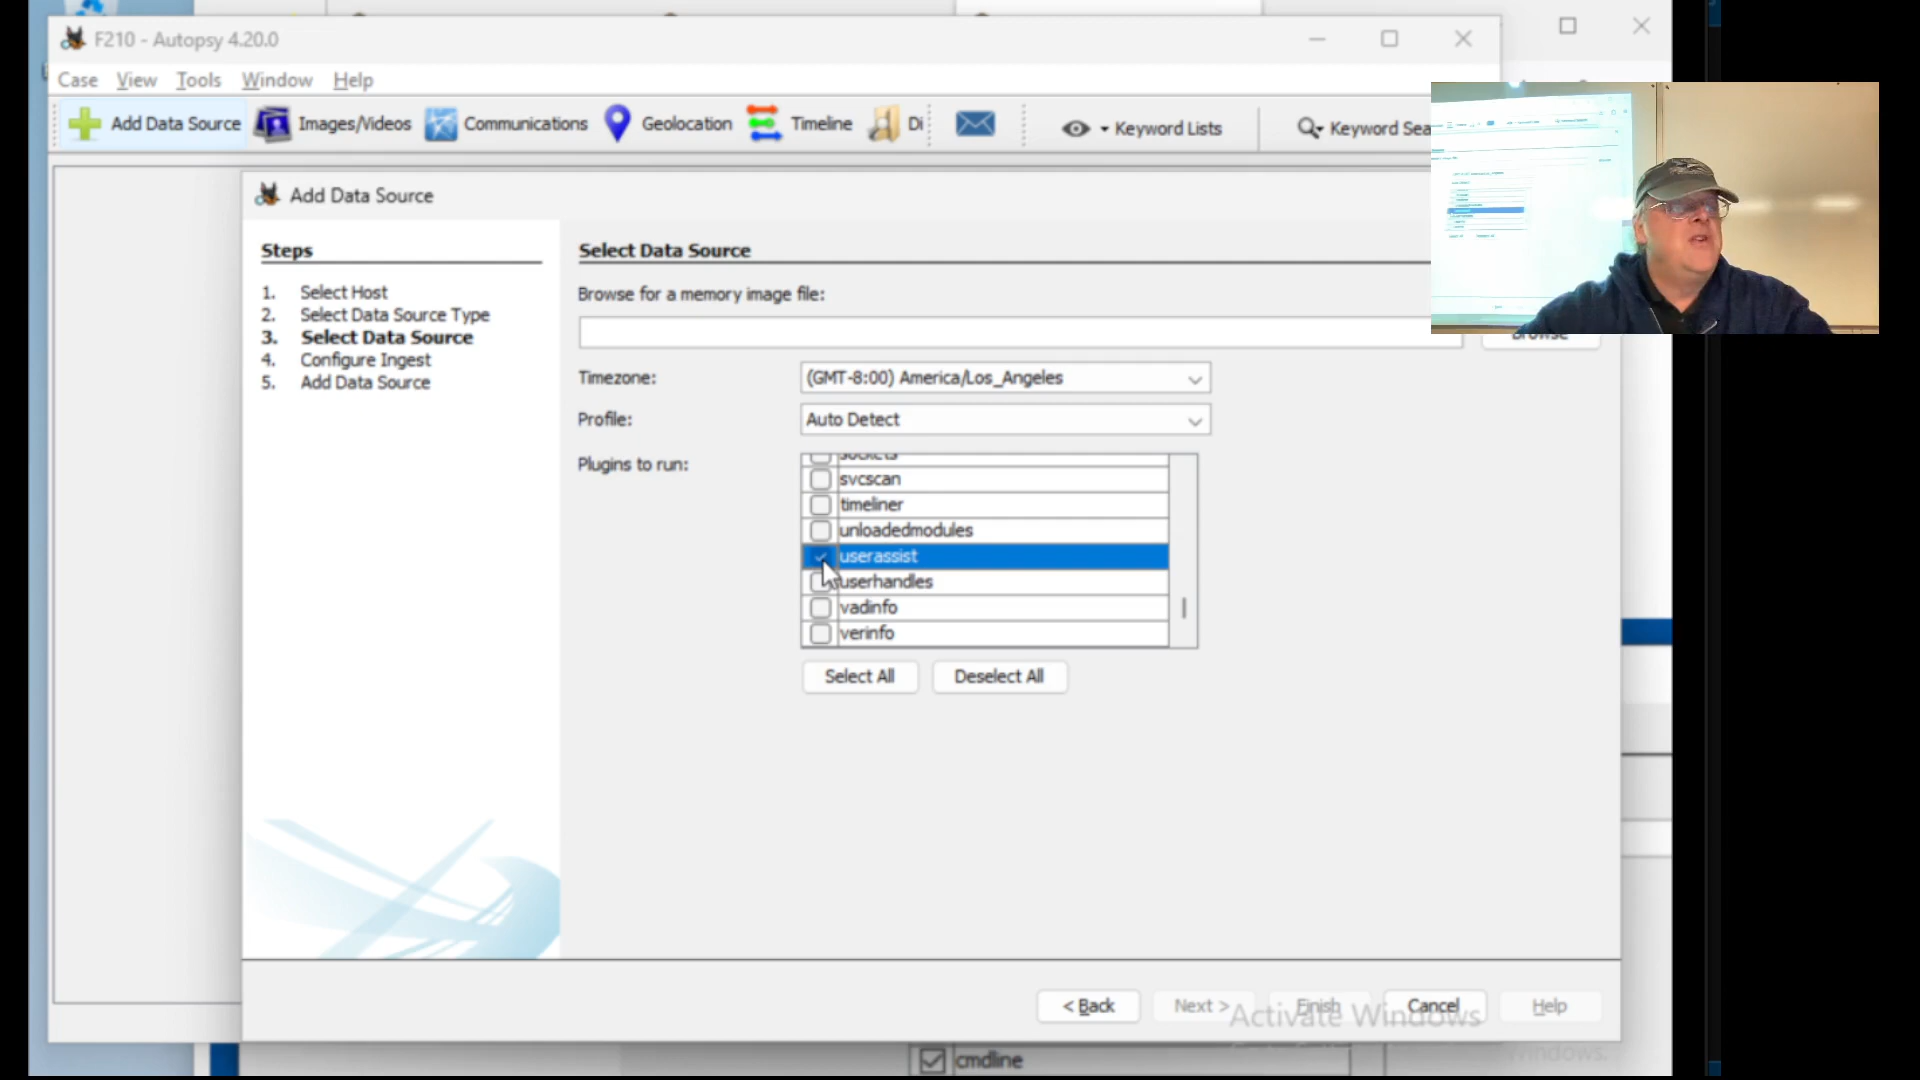 F210 - Autopsy 4.20.0
Case View Tools Window Help
Add Data Source Images/Videos Communications Geolocation Timeline Di Keyword Lists Keyword Sea
Add Data Source
Steps
1. Select Host
2. Select Data Source Type
3. Select Data Source
4. Configure Ingest
5. Add Data Source
Select Data Source
Browse for a memory image file:
Browse
Timezone: (GMT-8:00) America/Los_Angeles
Profile: Auto Detect
Plugins to run:
sockets
svcscan
timeliner
unloadedmodules
userassist
userhandles
vadinfo
verinfo
Select All Deselect All
< Back Next > Finish Cancel Help
Activate Windows
Windows.
cmdline